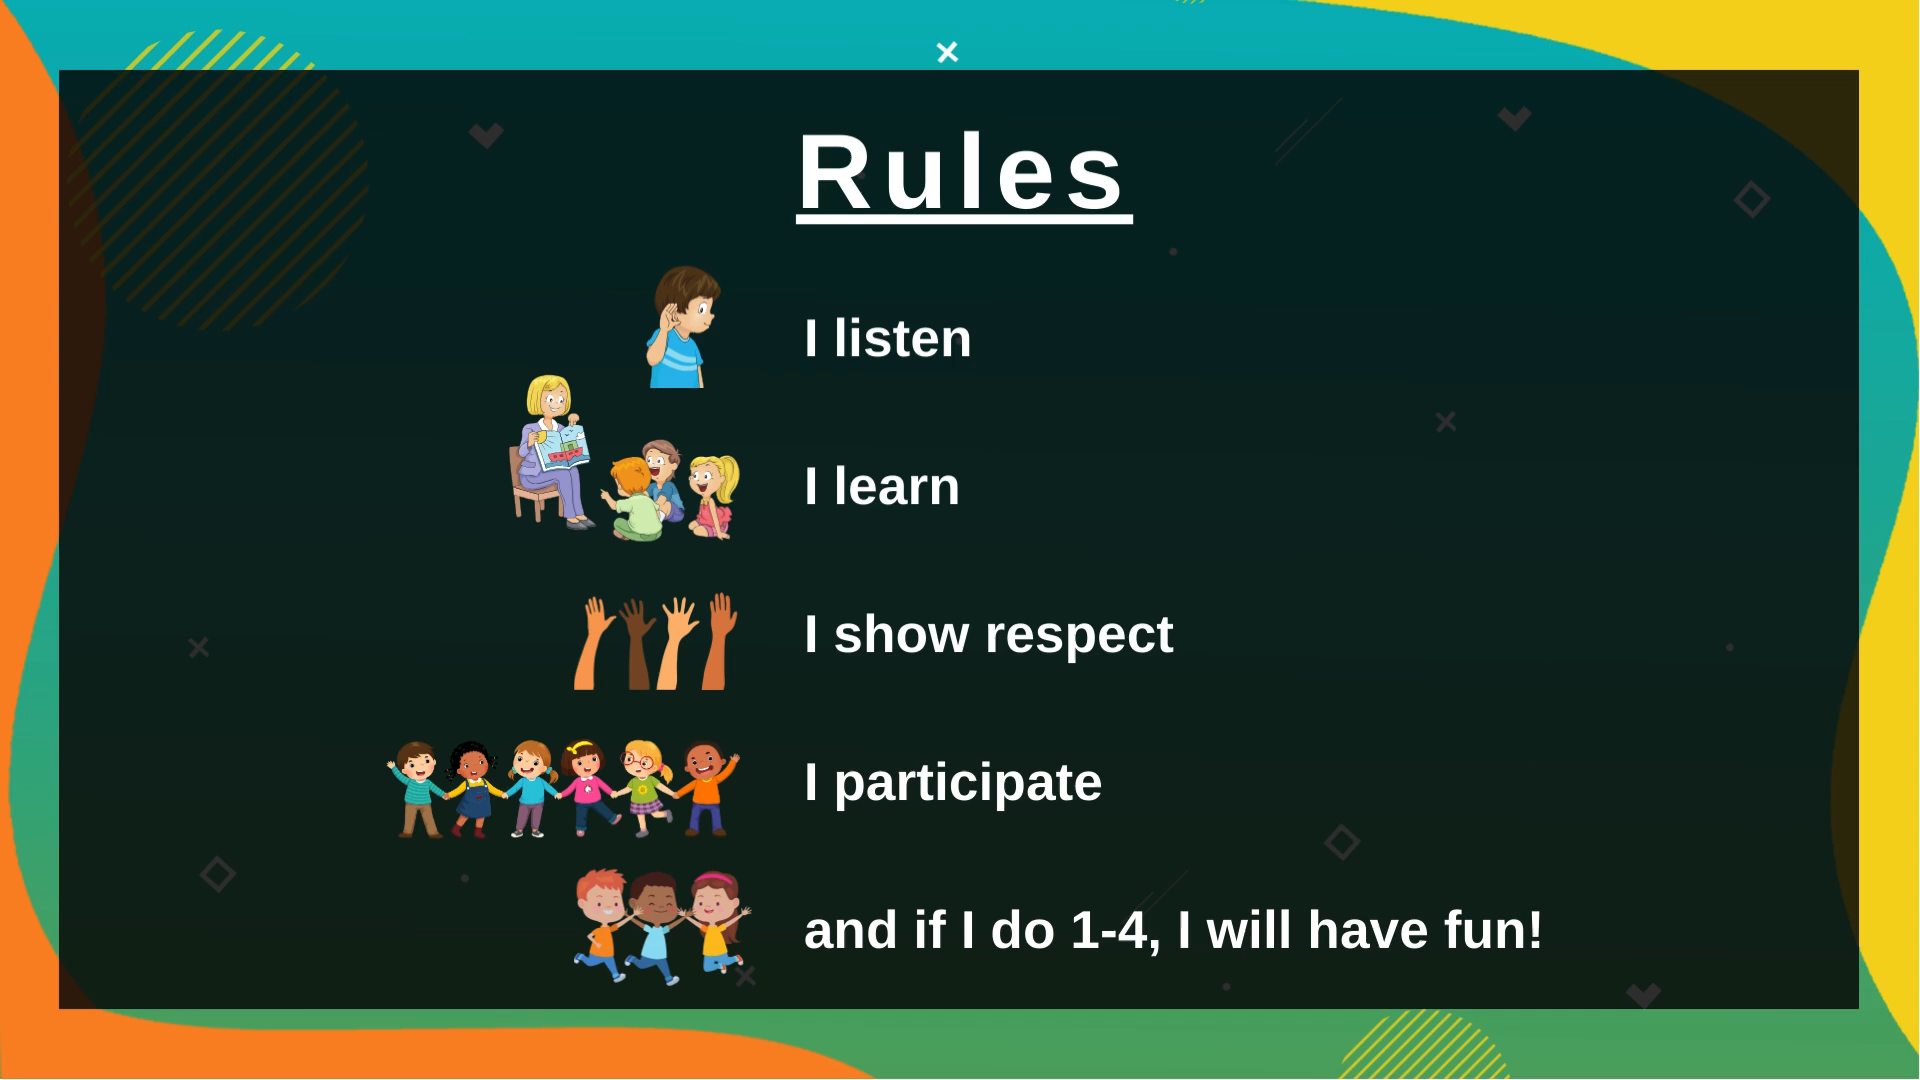 Rules
I listen
I learn
I show respect
I participate
and if I do 1-4, I will have fun!